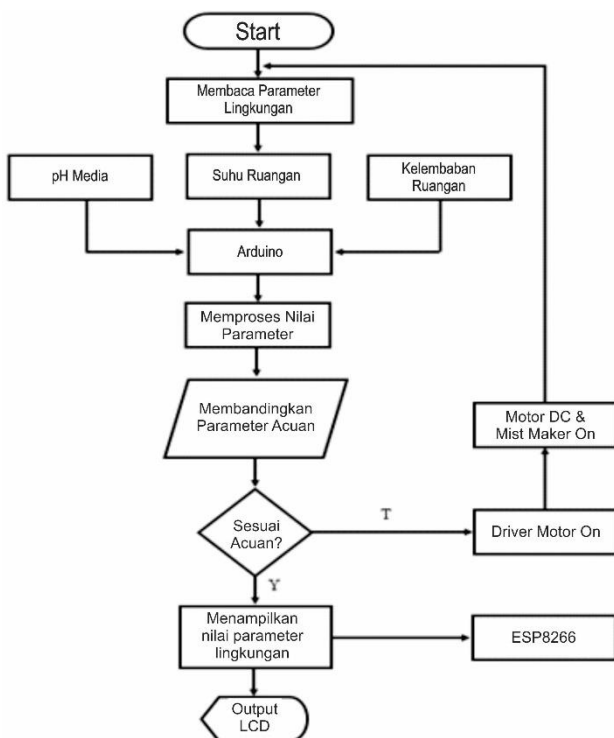 Start
Membaca Parameter
Lingkungan
pH Media
Suhu Ruangan
Kelembaban
Ruangan
Arduino
Memproses Nilai
Parameter
Membandingkan
Parameter Acuan
Motor DC &
Mist Maker On
Sesuai
Acuan?
T
Driver Motor On
Y
Menampilkan
nilai parameter
lingkungan
ESP8266
Output
LCD